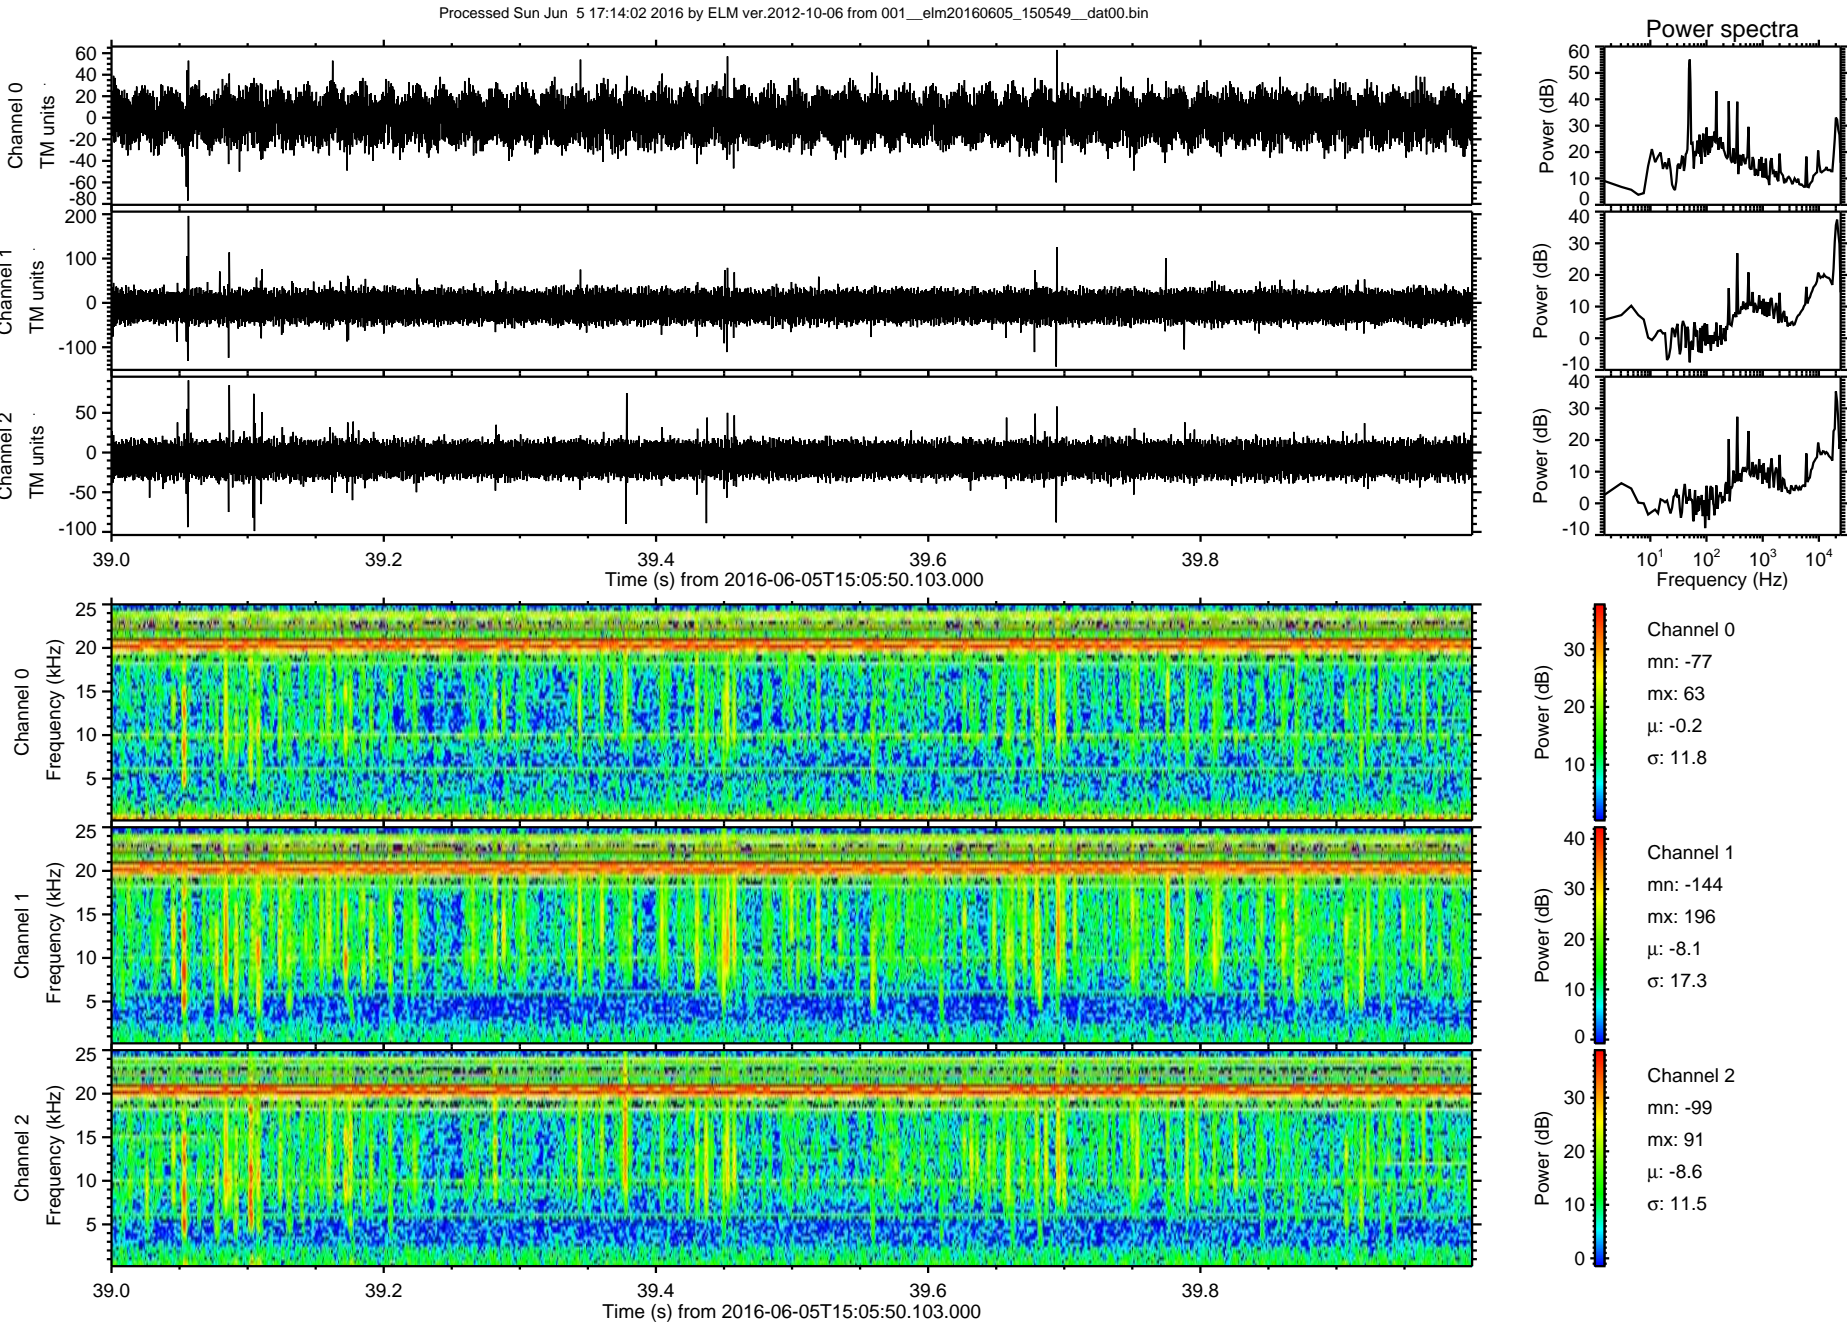 Processed Sun Jun  5 17:14:02 2016 by ELM ver.2012-10-06 from 001__elm20160605_150549__dat00.bin
Power spectra
Channel 0
TM units
60
40
20
0
-20
-40
-60
-80
Power (dB)
60
50
40
30
20
10
0
Channel 1
TM units
200
100
0
-100
Power (dB)
40
30
20
10
0
-10
Channel 2
TM units
50
0
-50
-100
Power (dB)
40
30
20
10
0
-10
39.0 39.2 39.4 39.6 39.8
Time (s) from 2016-06-05T15:05:50.103.000
10¹ 10² 10³ 10⁴
Frequency (Hz)
Channel 0
Frequency (kHz)
25
20
15
10
5
Power (dB)
30
20
10
Channel 0
mn: -77
mx: 63
μ: -0.2
σ: 11.8
Channel 1
Frequency (kHz)
25
20
15
10
5
Power (dB)
40
30
20
10
0
Channel 1
mn: -144
mx: 196
μ: -8.1
σ: 17.3
Channel 2
Frequency (kHz)
25
20
15
10
5
Power (dB)
30
20
10
0
Channel 2
mn: -99
mx: 91
μ: -8.6
σ: 11.5
39.0 39.2 39.4 39.6 39.8
Time (s) from 2016-06-05T15:05:50.103.000